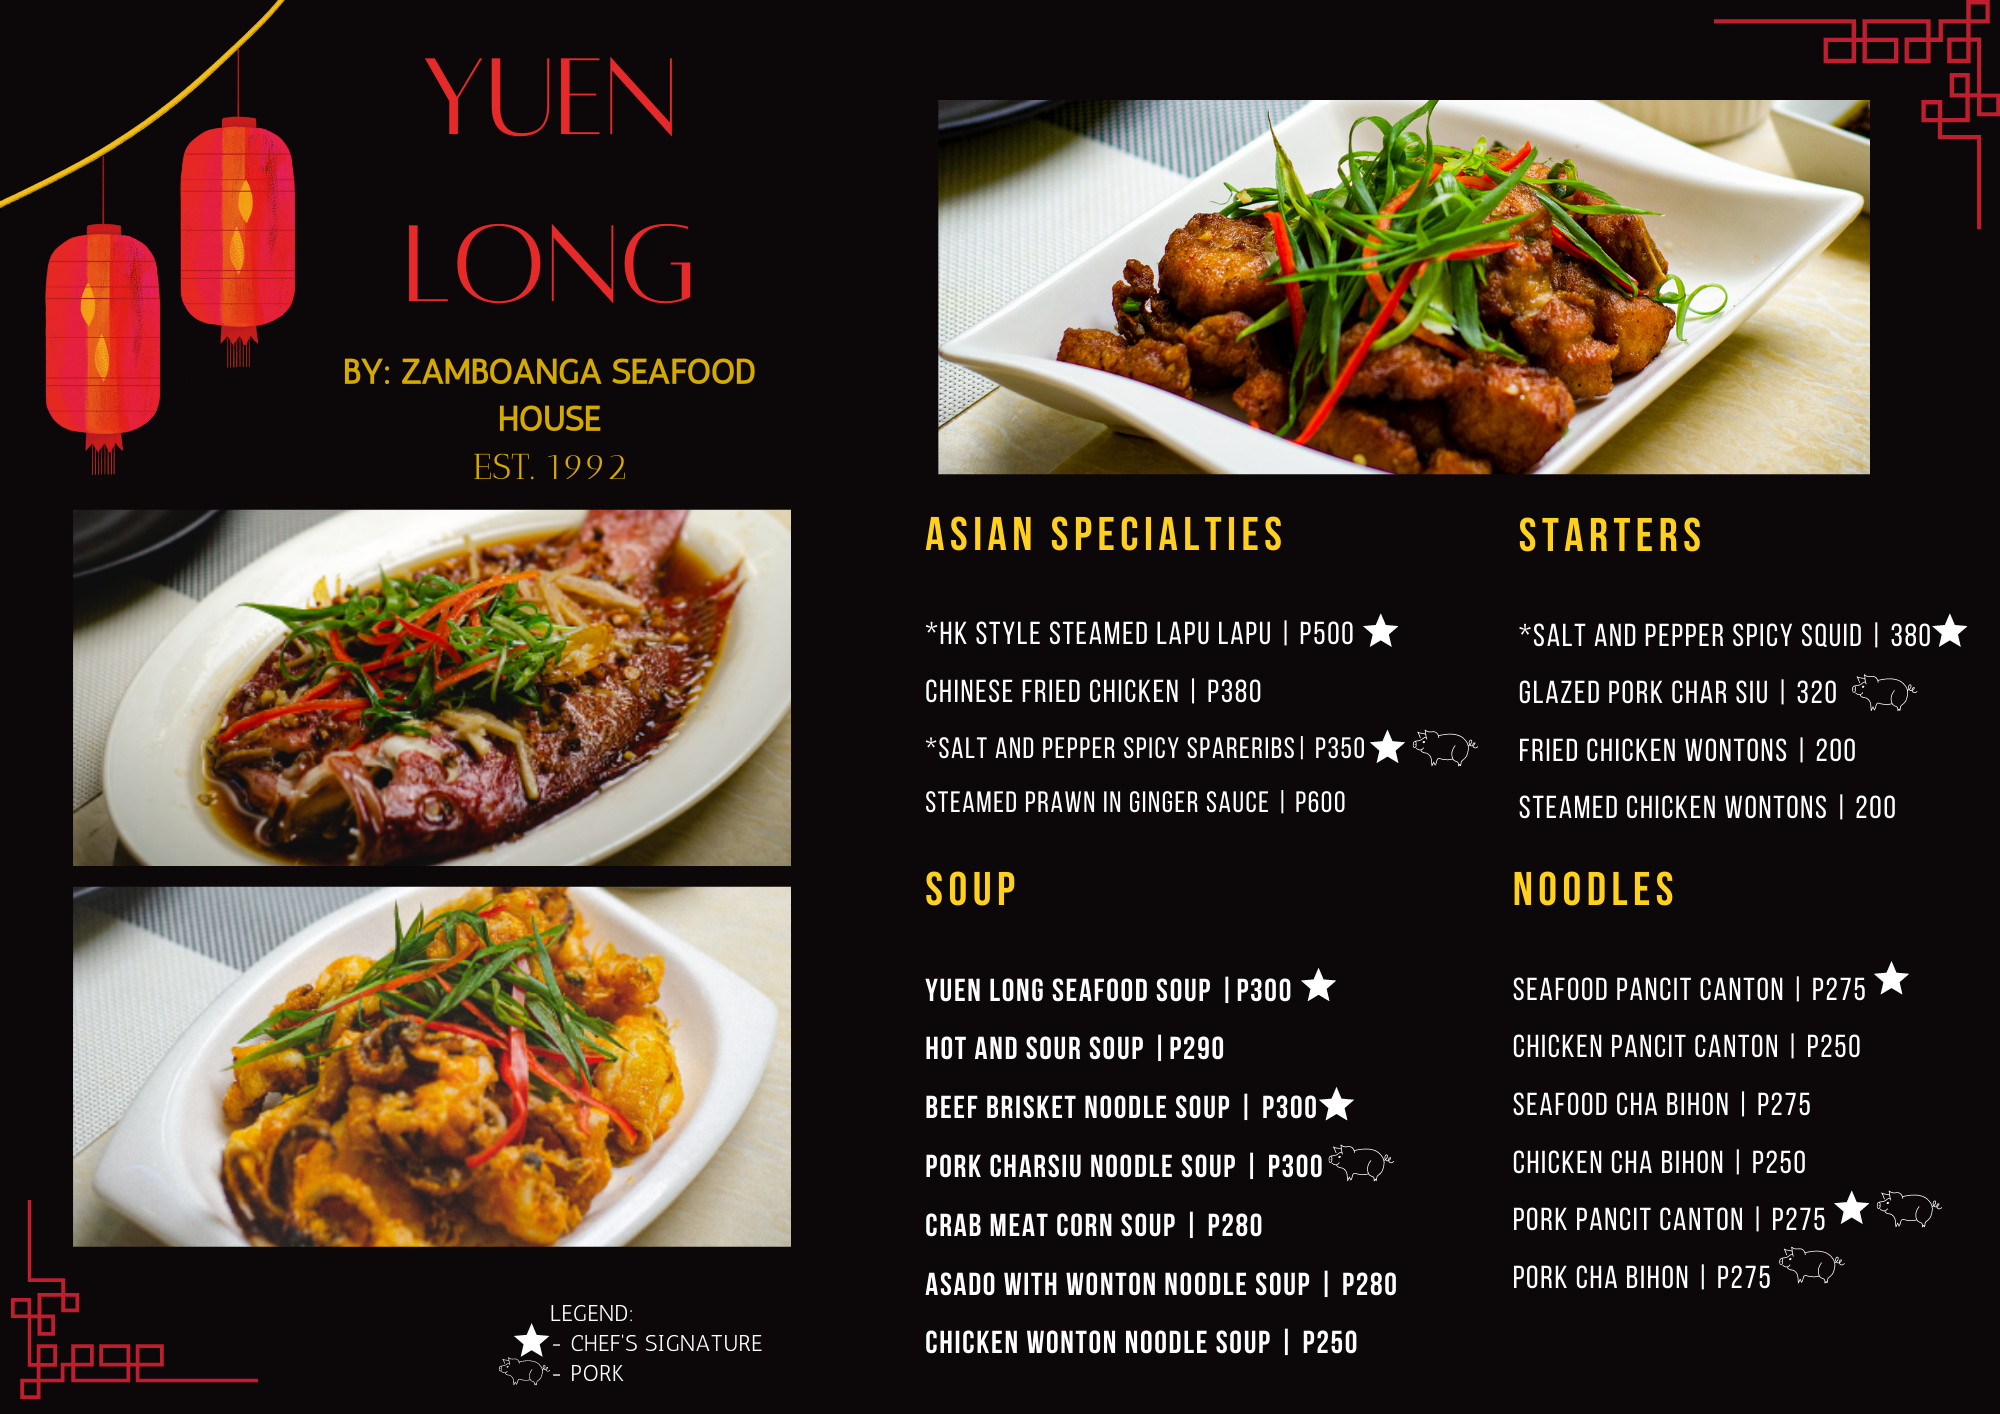 YUEN
LONG
BY: ZAMBOANGA SEAFOOD
HOUSE
EST. 1992
LEGEND:
- CHEF'S SIGNATURE
- PORK
ASIAN SPECIALTIES
*HK STYLE STEAMED LAPU LAPU | P500
CHINESE FRIED CHICKEN | P380
*SALT AND PEPPER SPICY SPARERIBS| P350
STEAMED PRAWN IN GINGER SAUCE | P600
STARTERS
*SALT AND PEPPER SPICY SQUID | 380
GLAZED PORK CHAR SIU | 320
FRIED CHICKEN WONTONS | 200
STEAMED CHICKEN WONTONS | 200
SOUP
YUEN LONG SEAFOOD SOUP |P300
HOT AND SOUR SOUP |P290
BEEF BRISKET NOODLE SOUP | P300
PORK CHARSIU NOODLE SOUP | P300
CRAB MEAT CORN SOUP | P280
ASADO WITH WONTON NOODLE SOUP | P280
CHICKEN WONTON NOODLE SOUP | P250
NOODLES
SEAFOOD PANCIT CANTON | P275
CHICKEN PANCIT CANTON | P250
SEAFOOD CHA BIHON | P275
CHICKEN CHA BIHON | P250
PORK PANCIT CANTON | P275
PORK CHA BIHON | P275